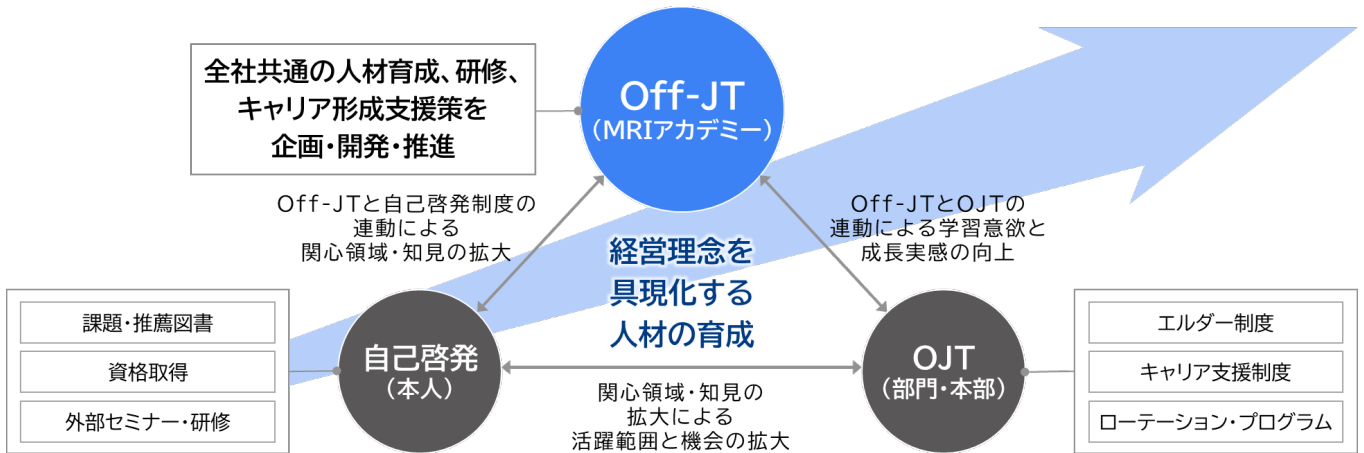 全社共通の人材育成、研修、
キャリア形成支援策を
企画・開発・推進
Off-JT
（MRIアカデミー）
Off-JTと自己啓発制度の
連動による
関心領域・知見の拡大
Off-JTとOJTの
連動による学習意欲と
成長実感の向上
経営理念を
具現化する
人材の育成
課題・推薦図書
資格取得
外部セミナー・研修
自己啓発
（本人）
関心領域・知見の
拡大による
活躍範囲と機会の拡大
OJT
（部門・本部）
エルダー制度
キャリア支援制度
ローテーション・プログラム